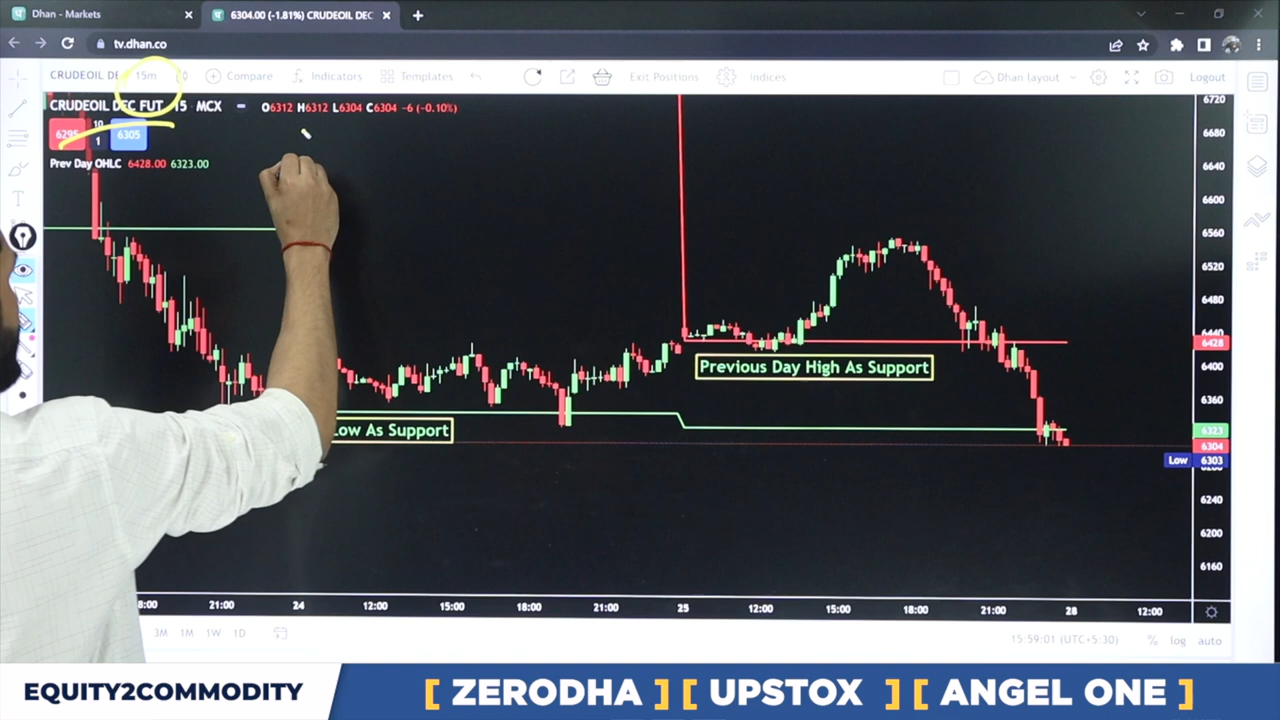 Dhan - Markets
6304.00 (-1.81%) CRUDEOIL DEC
tv.dhan.co
CRUDEOIL DE 15m Compare Indicators Templates Exit Positions Indices Dhan layout Logout
CRUDEOIL DEC FUT 15 MCX O6312 H6312 L6304 C6304 -6 (-0.10%)
6295 10 1 6305
Prev Day OHLC 6428.00 6323.00
6720
6680
6640
6600
6560
6520
6480
6440
6428
6400
6360
6323
6304
Low 6303
6280
6240
6200
6160
Previous Day High As Support
Low As Support
8:00 21:00 24 12:00 15:00 18:00 21:00 25 12:00 15:00 18:00 21:00 28 12:00
3M 1M 1W 1D 15:59:01 (UTC+5:30) % log auto
EQUITY2COMMODITY
[ ZERODHA ] [ UPSTOX ] [ ANGEL ONE ]